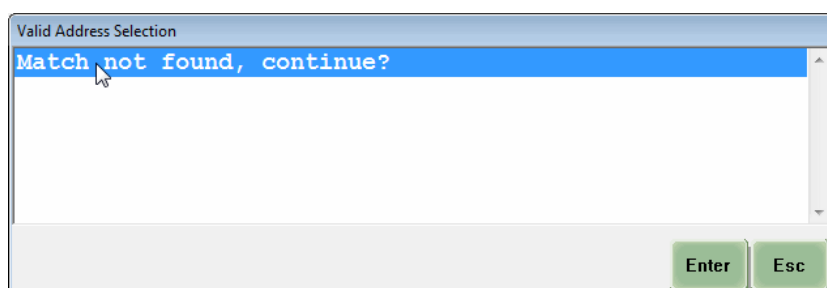 Valid Address Selection
Match not found, continue?
Enter Esc